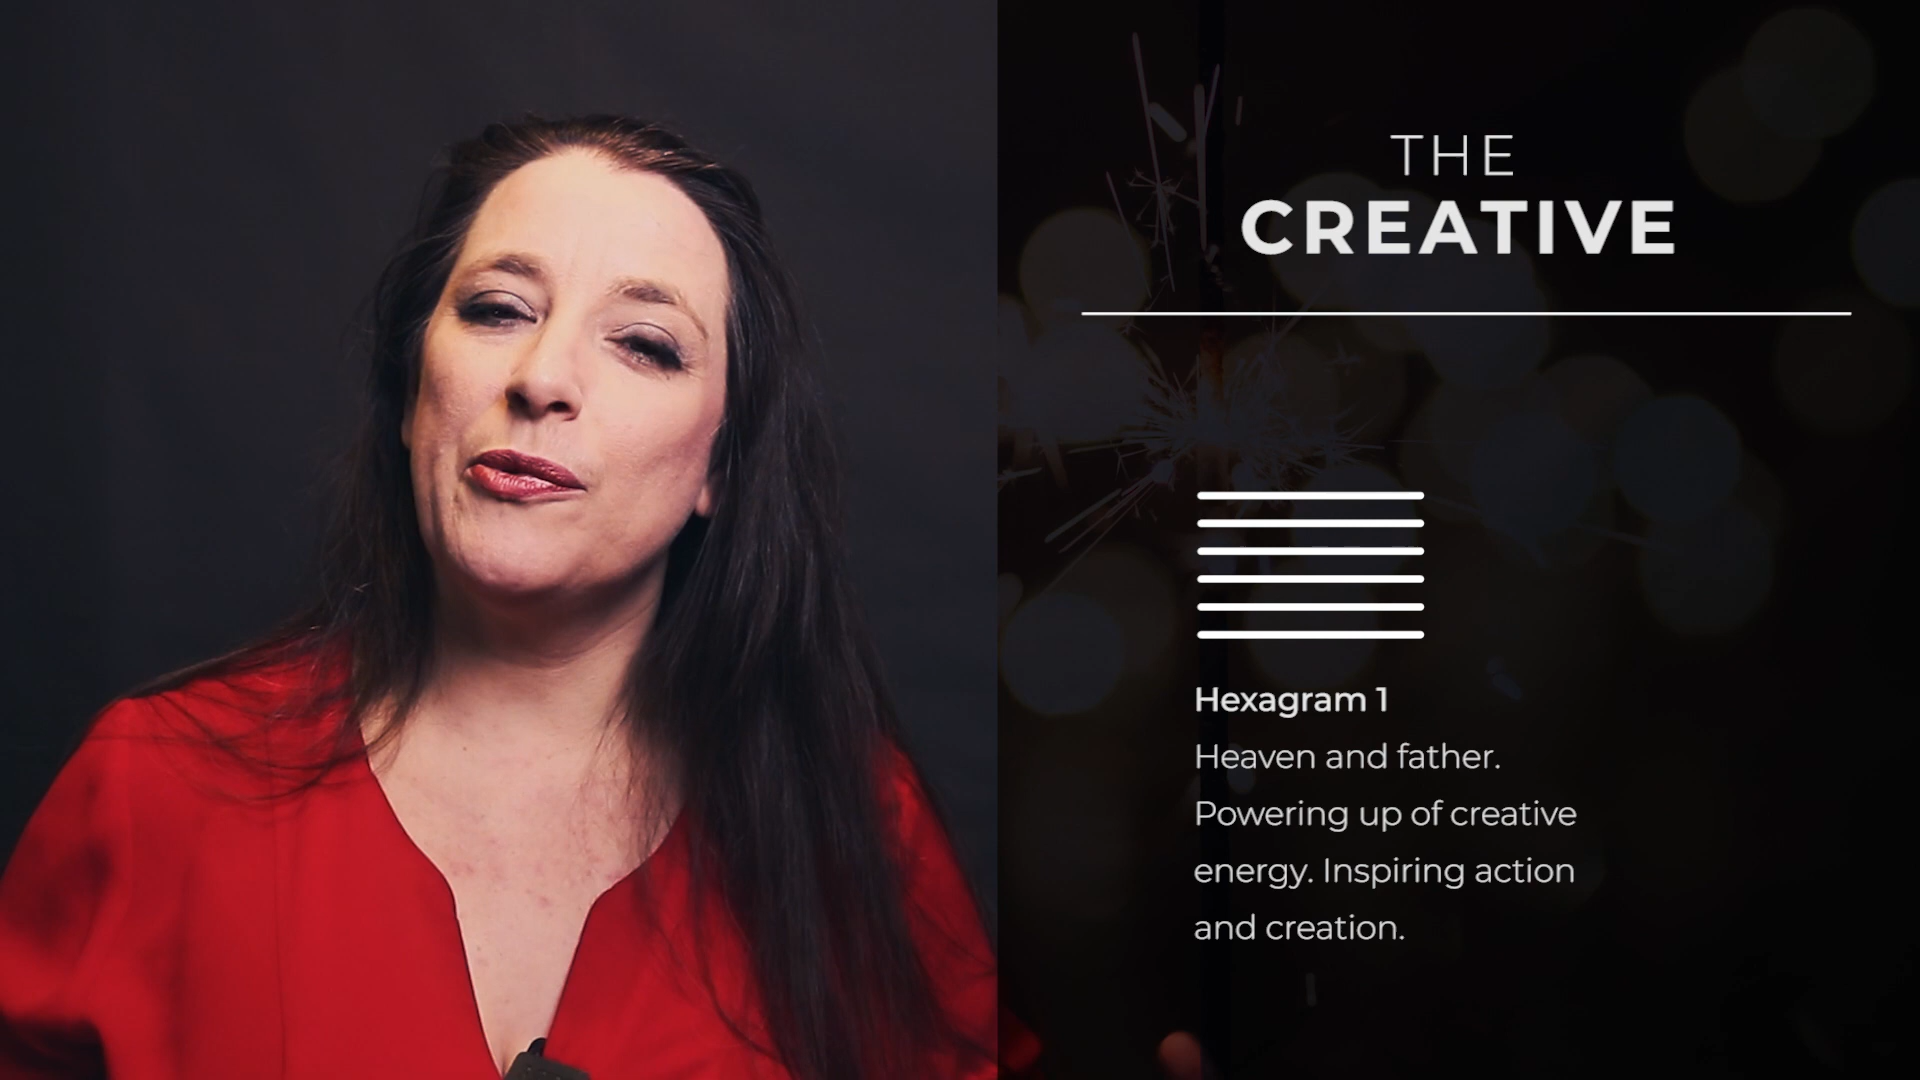 THE
CREATIVE
Hexagram 1
Heaven and father.
Powering up of creative
energy. Inspiring action
and creation.